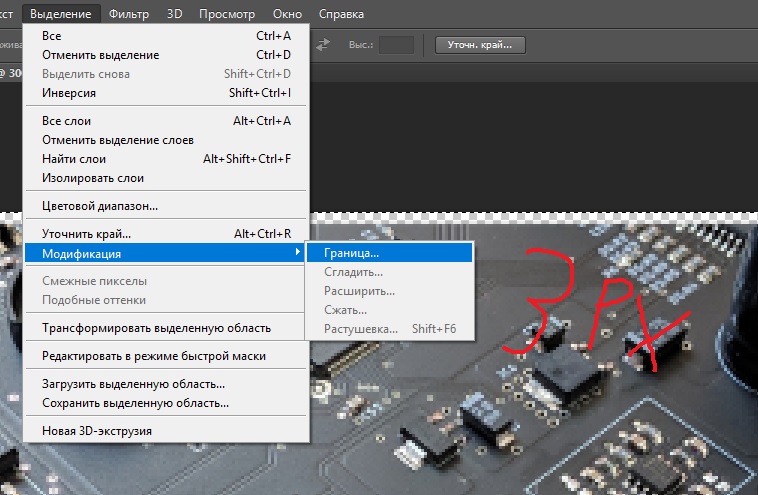 кст Выделение Фильтр 3D Просмотр Окно Справка
Выс.: Уточн. край...
@ 300
Все Ctrl+A
Отменить выделение Ctrl+D
Выделить снова Shift+Ctrl+D
Инверсия Shift+Ctrl+I
Все слои Alt+Ctrl+A
Отменить выделение слоев
Найти слои Alt+Shift+Ctrl+F
Изолировать слои
Цветовой диапазон...
Уточнить край... Alt+Ctrl+R
Модификация
Граница...
Сгладить...
Расширить...
Сжать...
Растушевка... Shift+F6
3 px
Смежные пикселы
Подобные оттенки
Трансформировать выделенную область
Редактировать в режиме быстрой маски
Загрузить выделенную область...
Сохранить выделенную область...
Новая 3D-экструзия